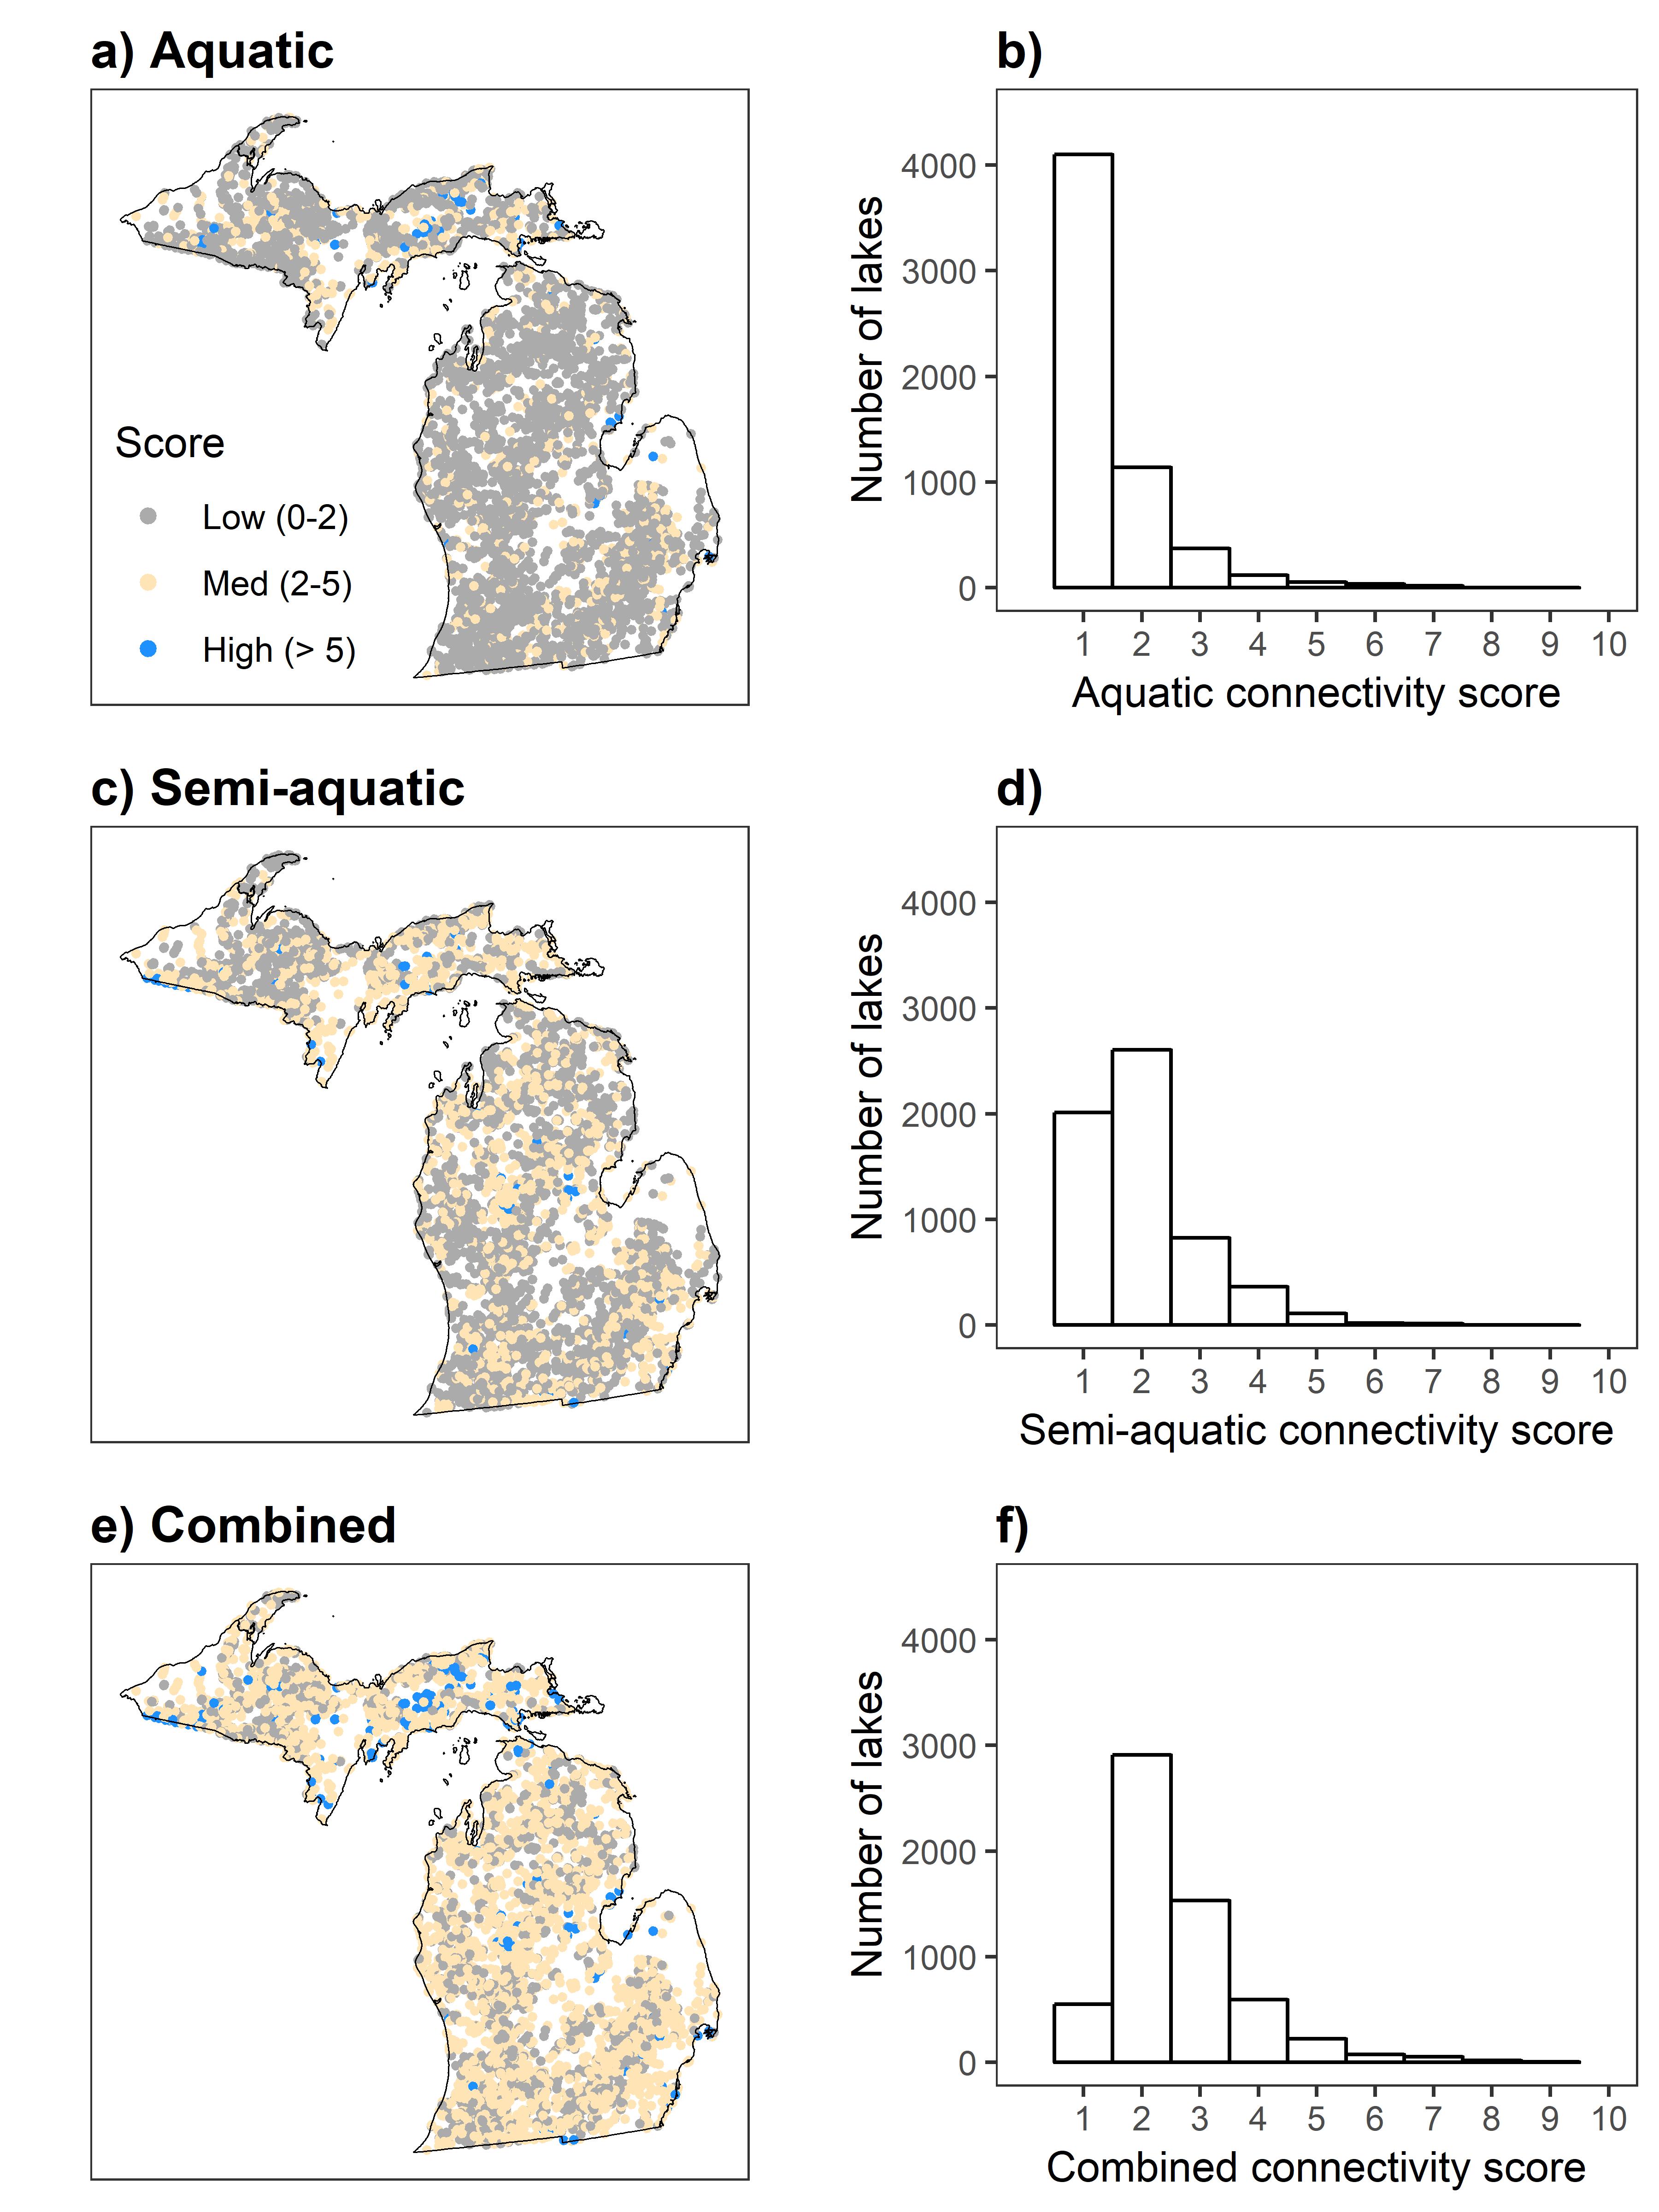 a) Aquatic
Score
Low (0-2)
Med (2-5)
High (> 5)
b)
Number of lakes
4000
3000
2000
1000
0
1 2 3 4 5 6 7 8 9 10
Aquatic connectivity score
c) Semi-aquatic
d)
Number of lakes
4000
3000
2000
1000
0
1 2 3 4 5 6 7 8 9 10
Semi-aquatic connectivity score
e) Combined
f)
Number of lakes
4000
3000
2000
1000
0
1 2 3 4 5 6 7 8 9 10
Combined connectivity score